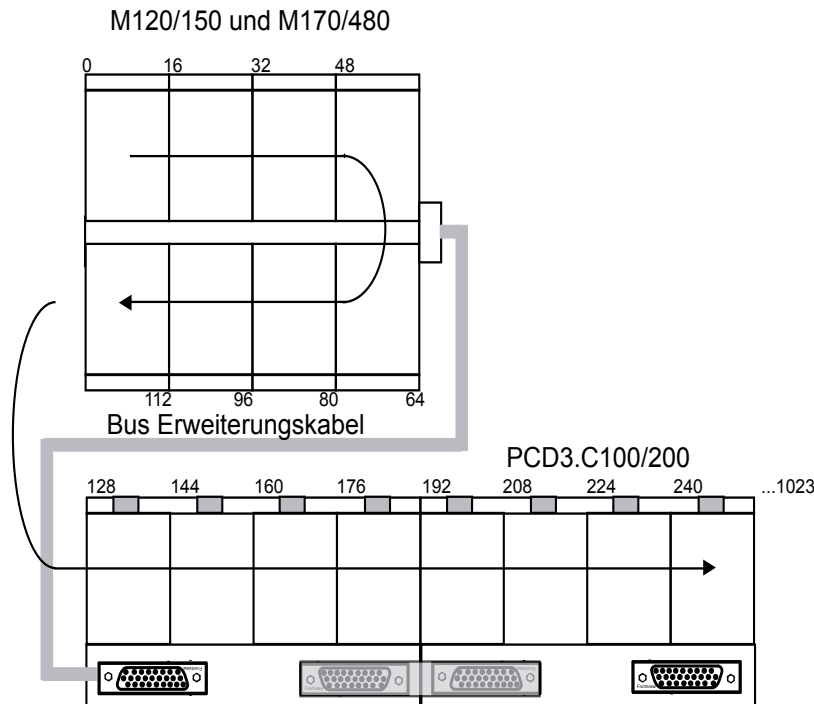 M120/150 und M170/480
0 16 32 48
112 96 80 64
Bus Erweiterungskabel
PCD3.C100/200
128 144 160 176 192 208 224 240 ...1023